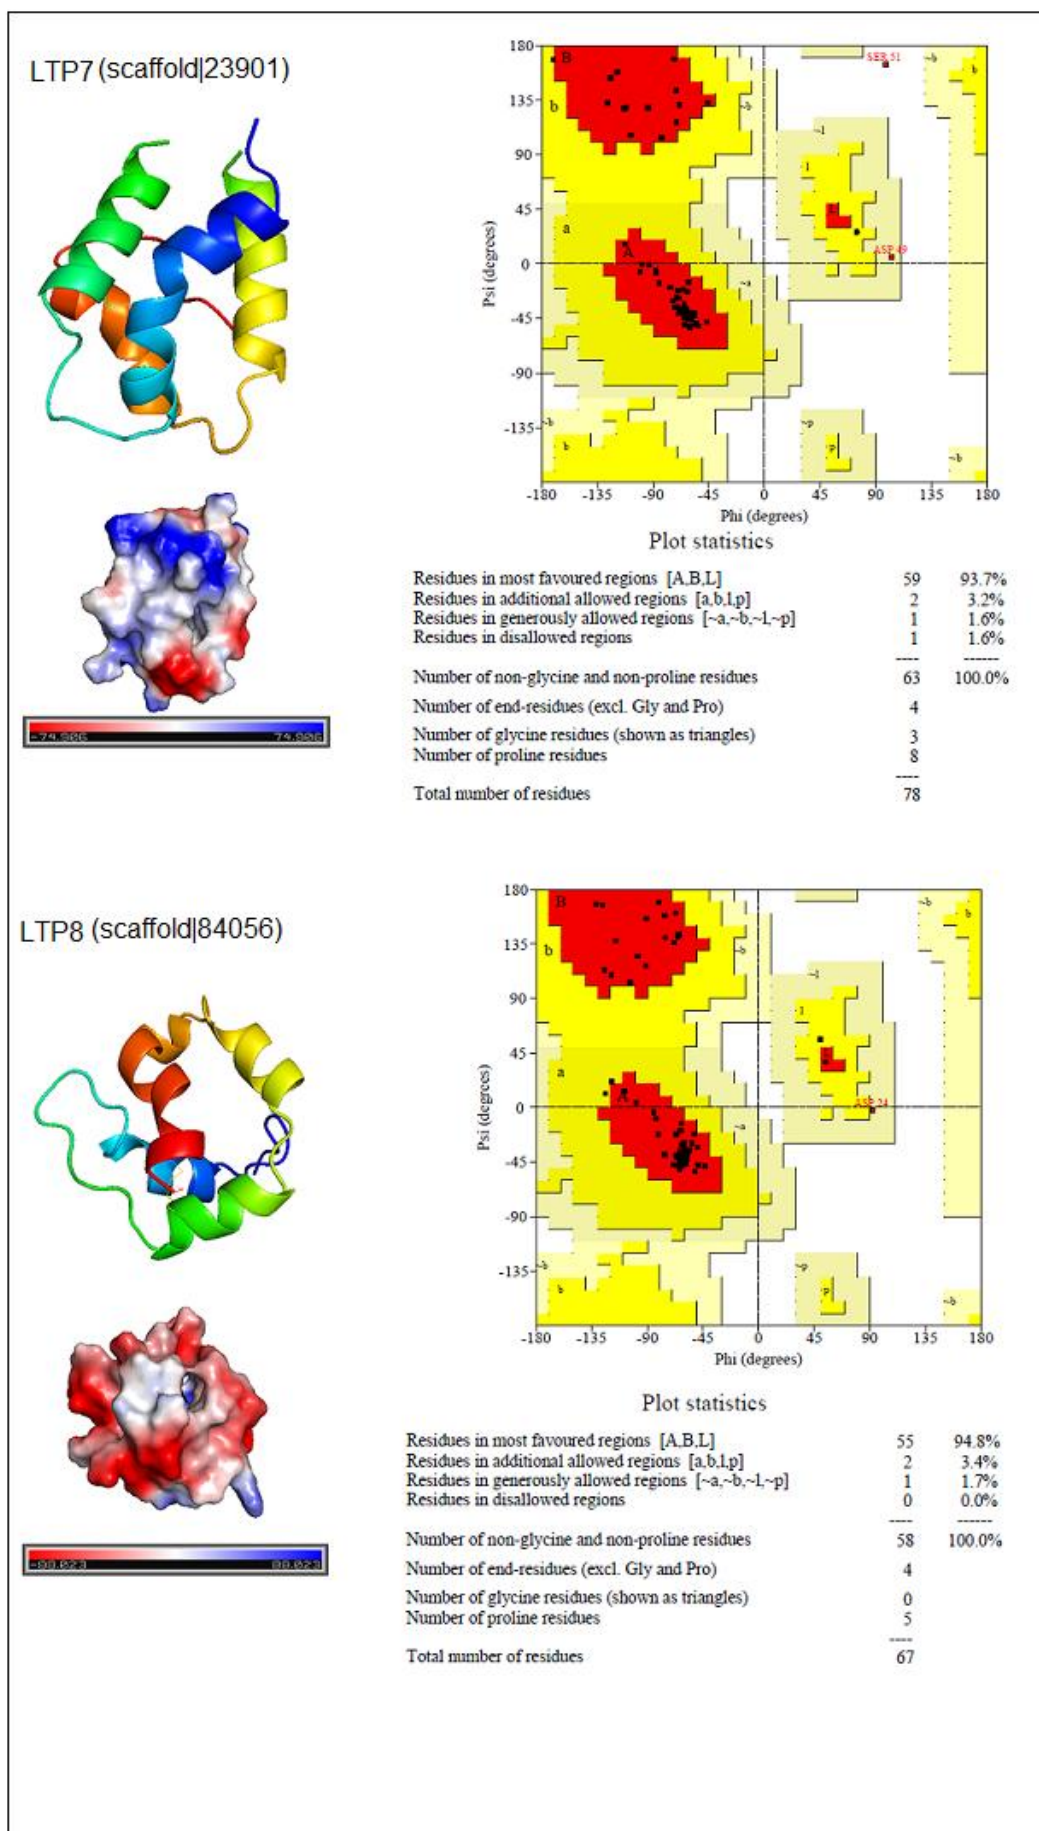 LTP7 (scaffold|23901)
180
135
90
45
0
-45
-90
-135
Psi (degrees)
B
b
~b
a
A
~a
~l
l
L
SER 51
ASP 49
~b
b
~b
b
~p
p
~b
-180 -135 -90 -45 0 45 90 135 180
Phi (degrees)
Plot statistics
Residues in most favoured regions [A,B,L] 59 93.7%
Residues in additional allowed regions [a,b,l,p] 2 3.2%
Residues in generously allowed regions [~a,~b,~l,~p] 1 1.6%
Residues in disallowed regions 1 1.6%
---- ------
Number of non-glycine and non-proline residues 63 100.0%
Number of end-residues (excl. Gly and Pro) 4
Number of glycine residues (shown as triangles) 3
Number of proline residues 8
----
Total number of residues 78
-74.906 74.906
LTP8 (scaffold|84056)
180
135
90
45
0
-45
-90
-135
Psi (degrees)
B
b
~b
a
A
~a
~l
l
ASP 24
~b
b
~b
b
~p
p
~b
-180 -135 -90 -45 0 45 90 135 180
Phi (degrees)
Plot statistics
Residues in most favoured regions [A,B,L] 55 94.8%
Residues in additional allowed regions [a,b,l,p] 2 3.4%
Residues in generously allowed regions [~a,~b,~l,~p] 1 1.7%
Residues in disallowed regions 0 0.0%
---- ------
Number of non-glycine and non-proline residues 58 100.0%
Number of end-residues (excl. Gly and Pro) 4
Number of glycine residues (shown as triangles) 0
Number of proline residues 5
----
Total number of residues 67